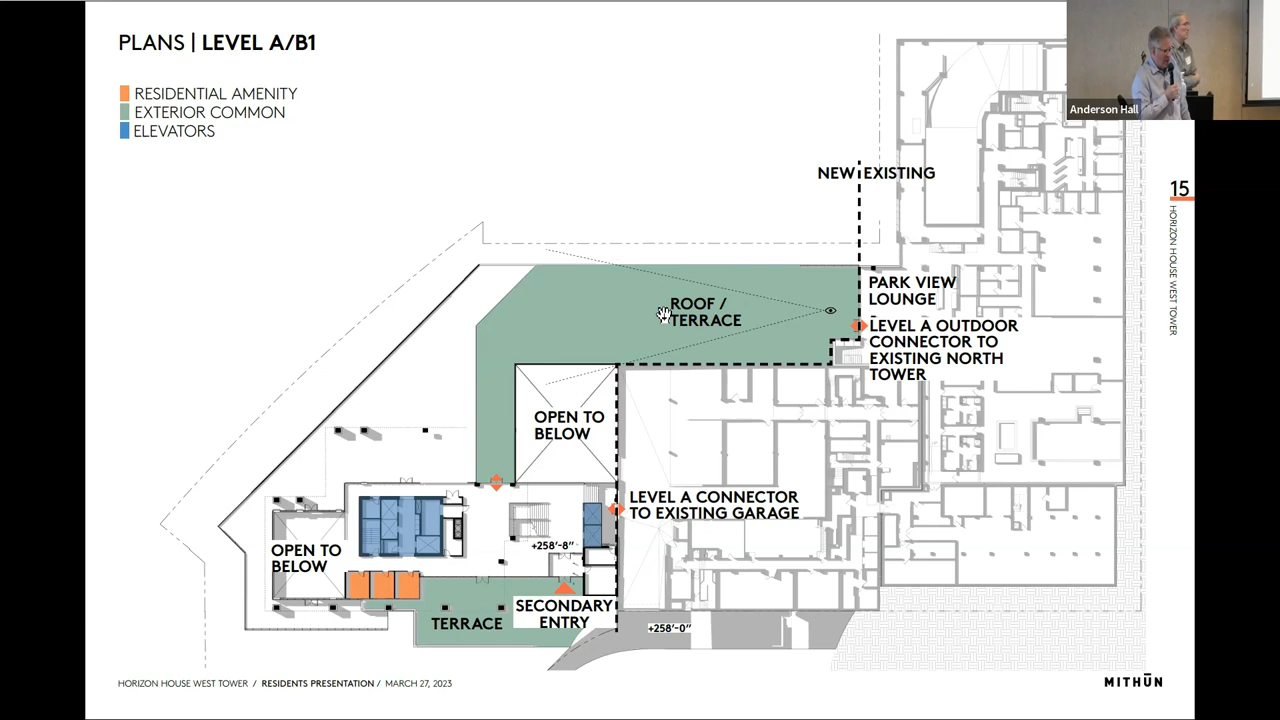 PLANS | LEVEL A/B1
RESIDENTIAL AMENITY
EXTERIOR COMMON
ELEVATORS
Anderson Hall
NEW EXISTING
15
HORIZON HOUSE WEST TOWER
PARK VIEW
LOUNGE
ROOF /
TERRACE
LEVEL A OUTDOOR
CONNECTOR TO
EXISTING NORTH
TOWER
OPEN TO
BELOW
LEVEL A CONNECTOR
TO EXISTING GARAGE
+258'-8"
OPEN TO
BELOW
SECONDARY
ENTRY
TERRACE
+258'-0"
HORIZON HOUSE WEST TOWER / RESIDENTS PRESENTATION / MARCH 27, 2023
MITHŪN